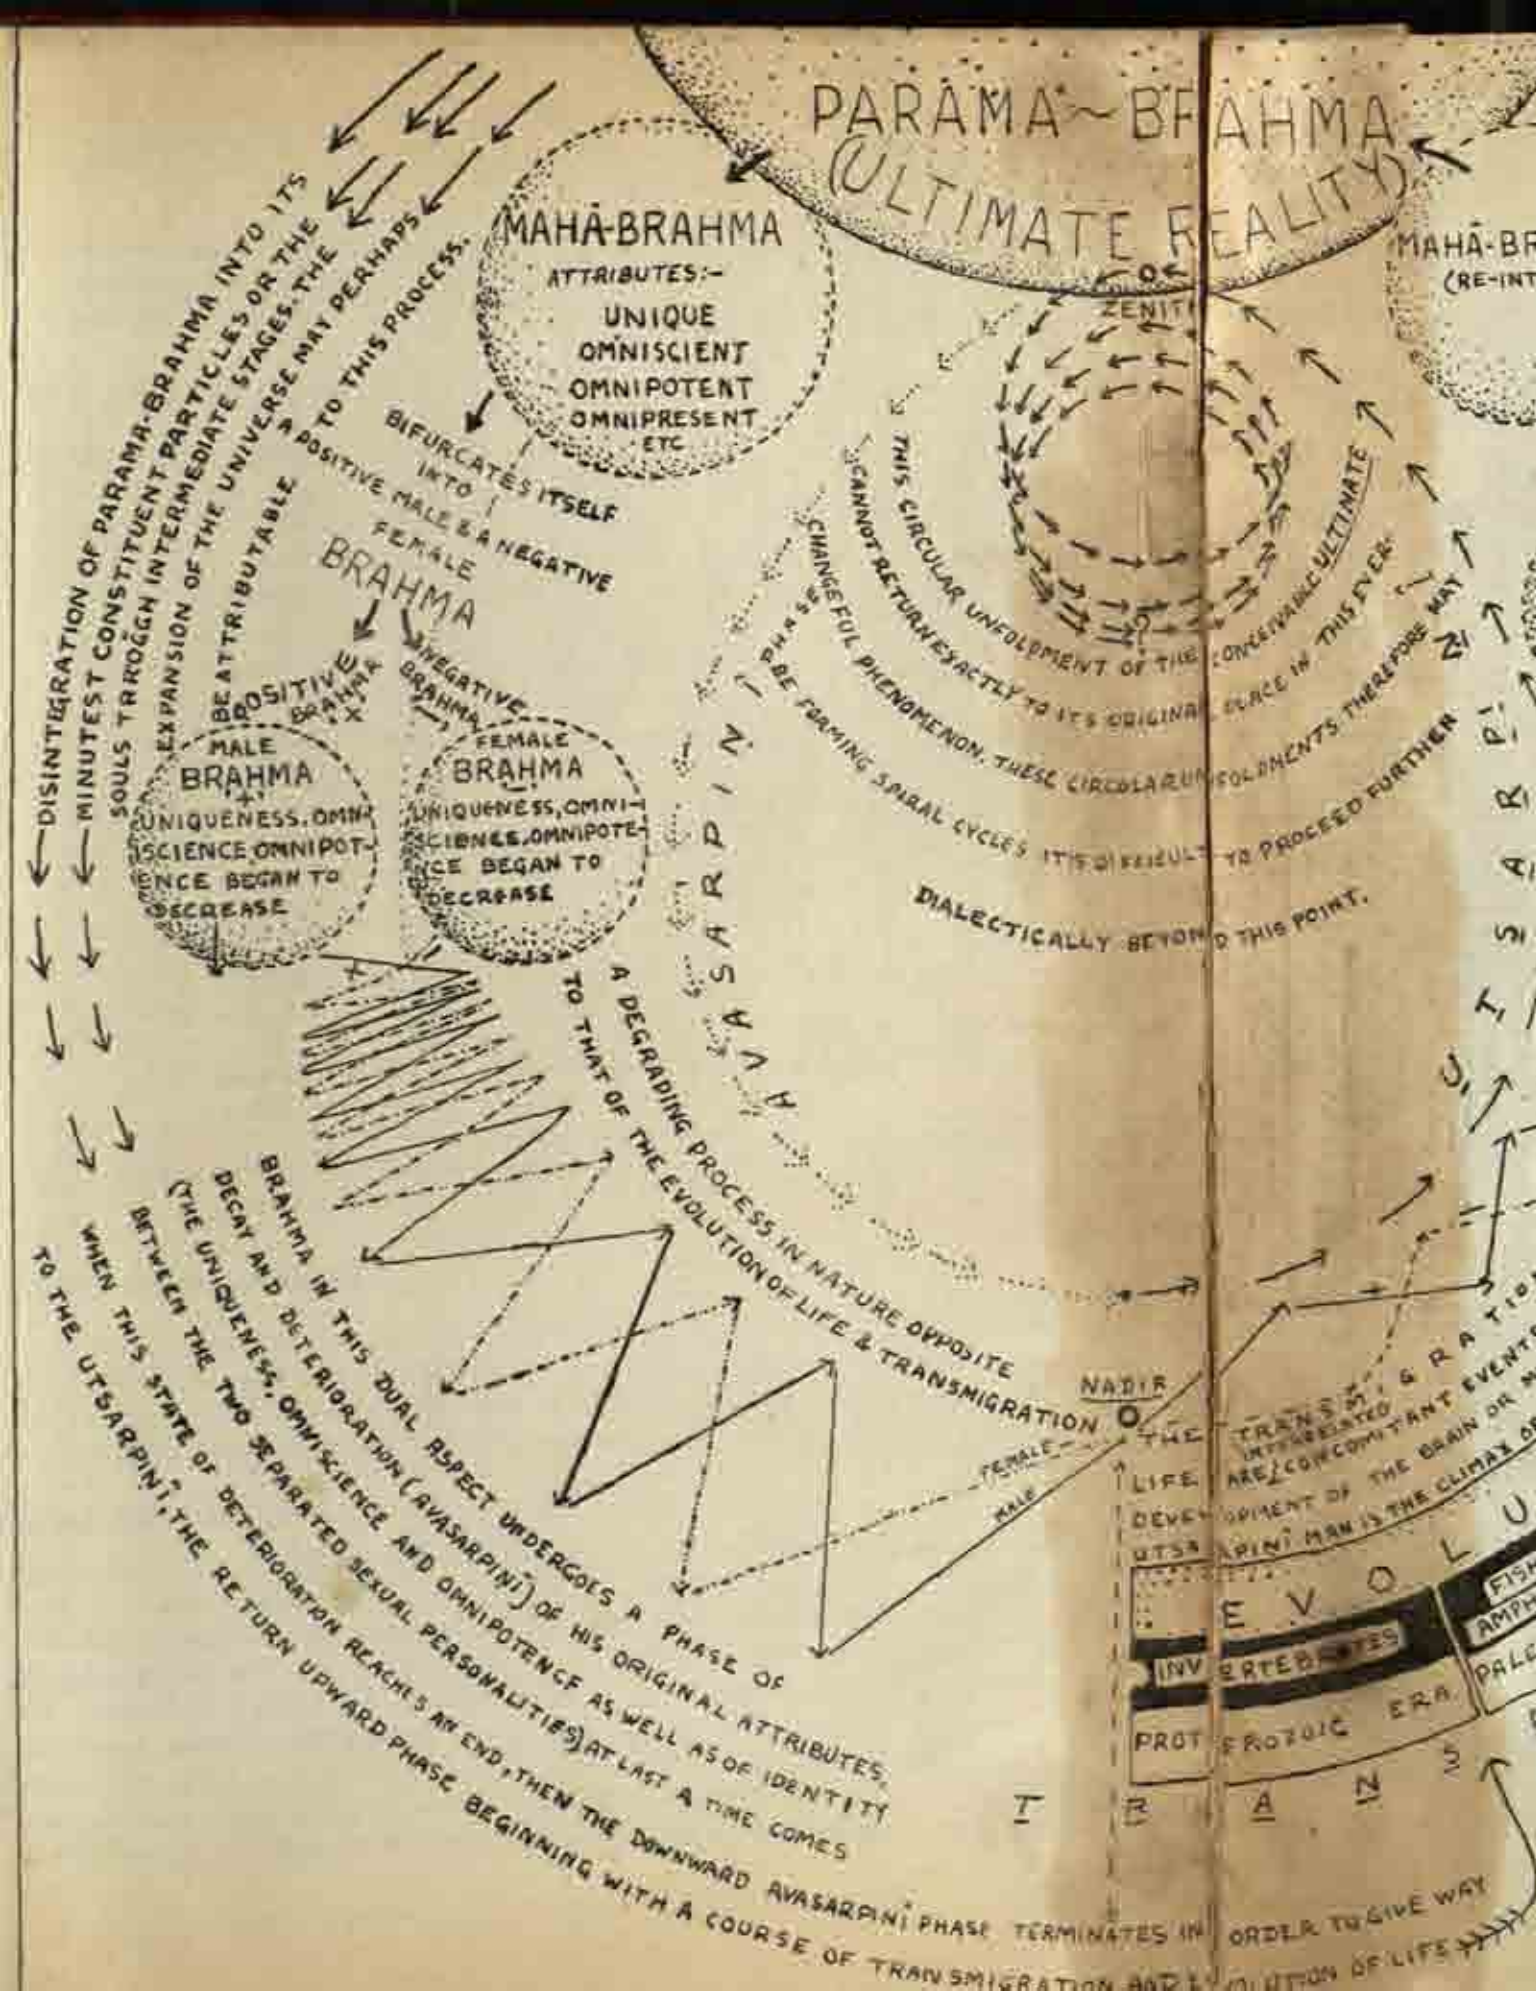 PARAMA~BRAHMA
(ULTIMATE REALITY)
ZENITH
MAHĀ-BRAHMA
ATTRIBUTES:-
UNIQUE
OMNISCIENT
OMNIPOTENT
OMNIPRESENT
ETC
MAHĀ-BR
(RE-INT
DISINTEGRATION OF PARAMA-BRAHMA INTO ITS
MINUTEST CONSTITUENT PARTICLES OR THE
SOULS THROUGH INTERMEDIATE STAGES. THE
EXPANSION OF THE UNIVERSE MAY PERHAPS
BE ATTRIBUTABLE TO THIS PROCESS.
BIFURCATES ITSELF
INTO
A POSITIVE MALE & A NEGATIVE
FEMALE
BRAHMA
POSITIVE
BRAHMA
"+"
NEGATIVE
BRAHMA
"-"
MALE
BRAHMA
"+"
UNIQUENESS, OMN-
ISCIENCE, OMNIPOT-
ENCE BEGAN TO
DECREASE
FEMALE
BRAHMA
"-"
UNIQUENESS, OMNI-
SCIENCE, OMNIPOTE-
NCE BEGAN TO
DECREASE
THIS CIRCULAR UNFOLDMENT OF THE CONCEIVABLE ULTINATE
CANNOT RETURN EXACTLY TO ITS ORIGINAL PLACE IN THIS EVER-
CHANGEFUL PHENOMENON. THESE CIRCULAR UNFOLDMENTS THEREFORE MAY
BE FORMING SPIRAL CYCLES IT IS DIFFICULT TO PROCEED FURTHER
DIALECTICALLY BEYOND THIS POINT.
AVASARPINĪ PHASE
UTSARPI
A DEGRADING PROCESS IN NATURE OPPOSITE
TO THAT OF THE EVOLUTION OF LIFE & TRANSMIGRATION
NADIR
FEMALE
MALE
BRAHMA IN THIS DUAL ASPECT UNDERGOES A PHASE OF
DECAY AND DETERIORATION (AVASARPINĪ) OF HIS ORIGINAL ATTRIBUTES,
(THE UNIQUENESS, OMNISCIENCE AND OMNIPOTENCE AS WELL AS OF IDENTITY
BETWEEN THE TWO SEPARATED SEXUAL PERSONALITIES) AT LAST A TIME COMES
WHEN THIS STATE OF DETERIORATION REACHES AN END, THEN THE DOWNWARD AVASARPINĪ PHASE TERMINATES IN ORDER TO GIVE WAY
TO THE UTSARPINĪ, THE RETURN UPWARD PHASE BEGINNING WITH A COURSE OF TRANSMIGRATION AND EVOLUTION OF LIFE
THE TRANSMIGRATIO
INTERRELATED
LIFE ARE CONCOMITANT EVENTS
DEVELOPMENT OF THE BRAIN OR M
UTSARPINĪ MAN IS THE CLIMAX O
EVOLU
INVERTEBRATES
PROTEROZOIC ERA
FISH
AMPH
PALE
TRANS